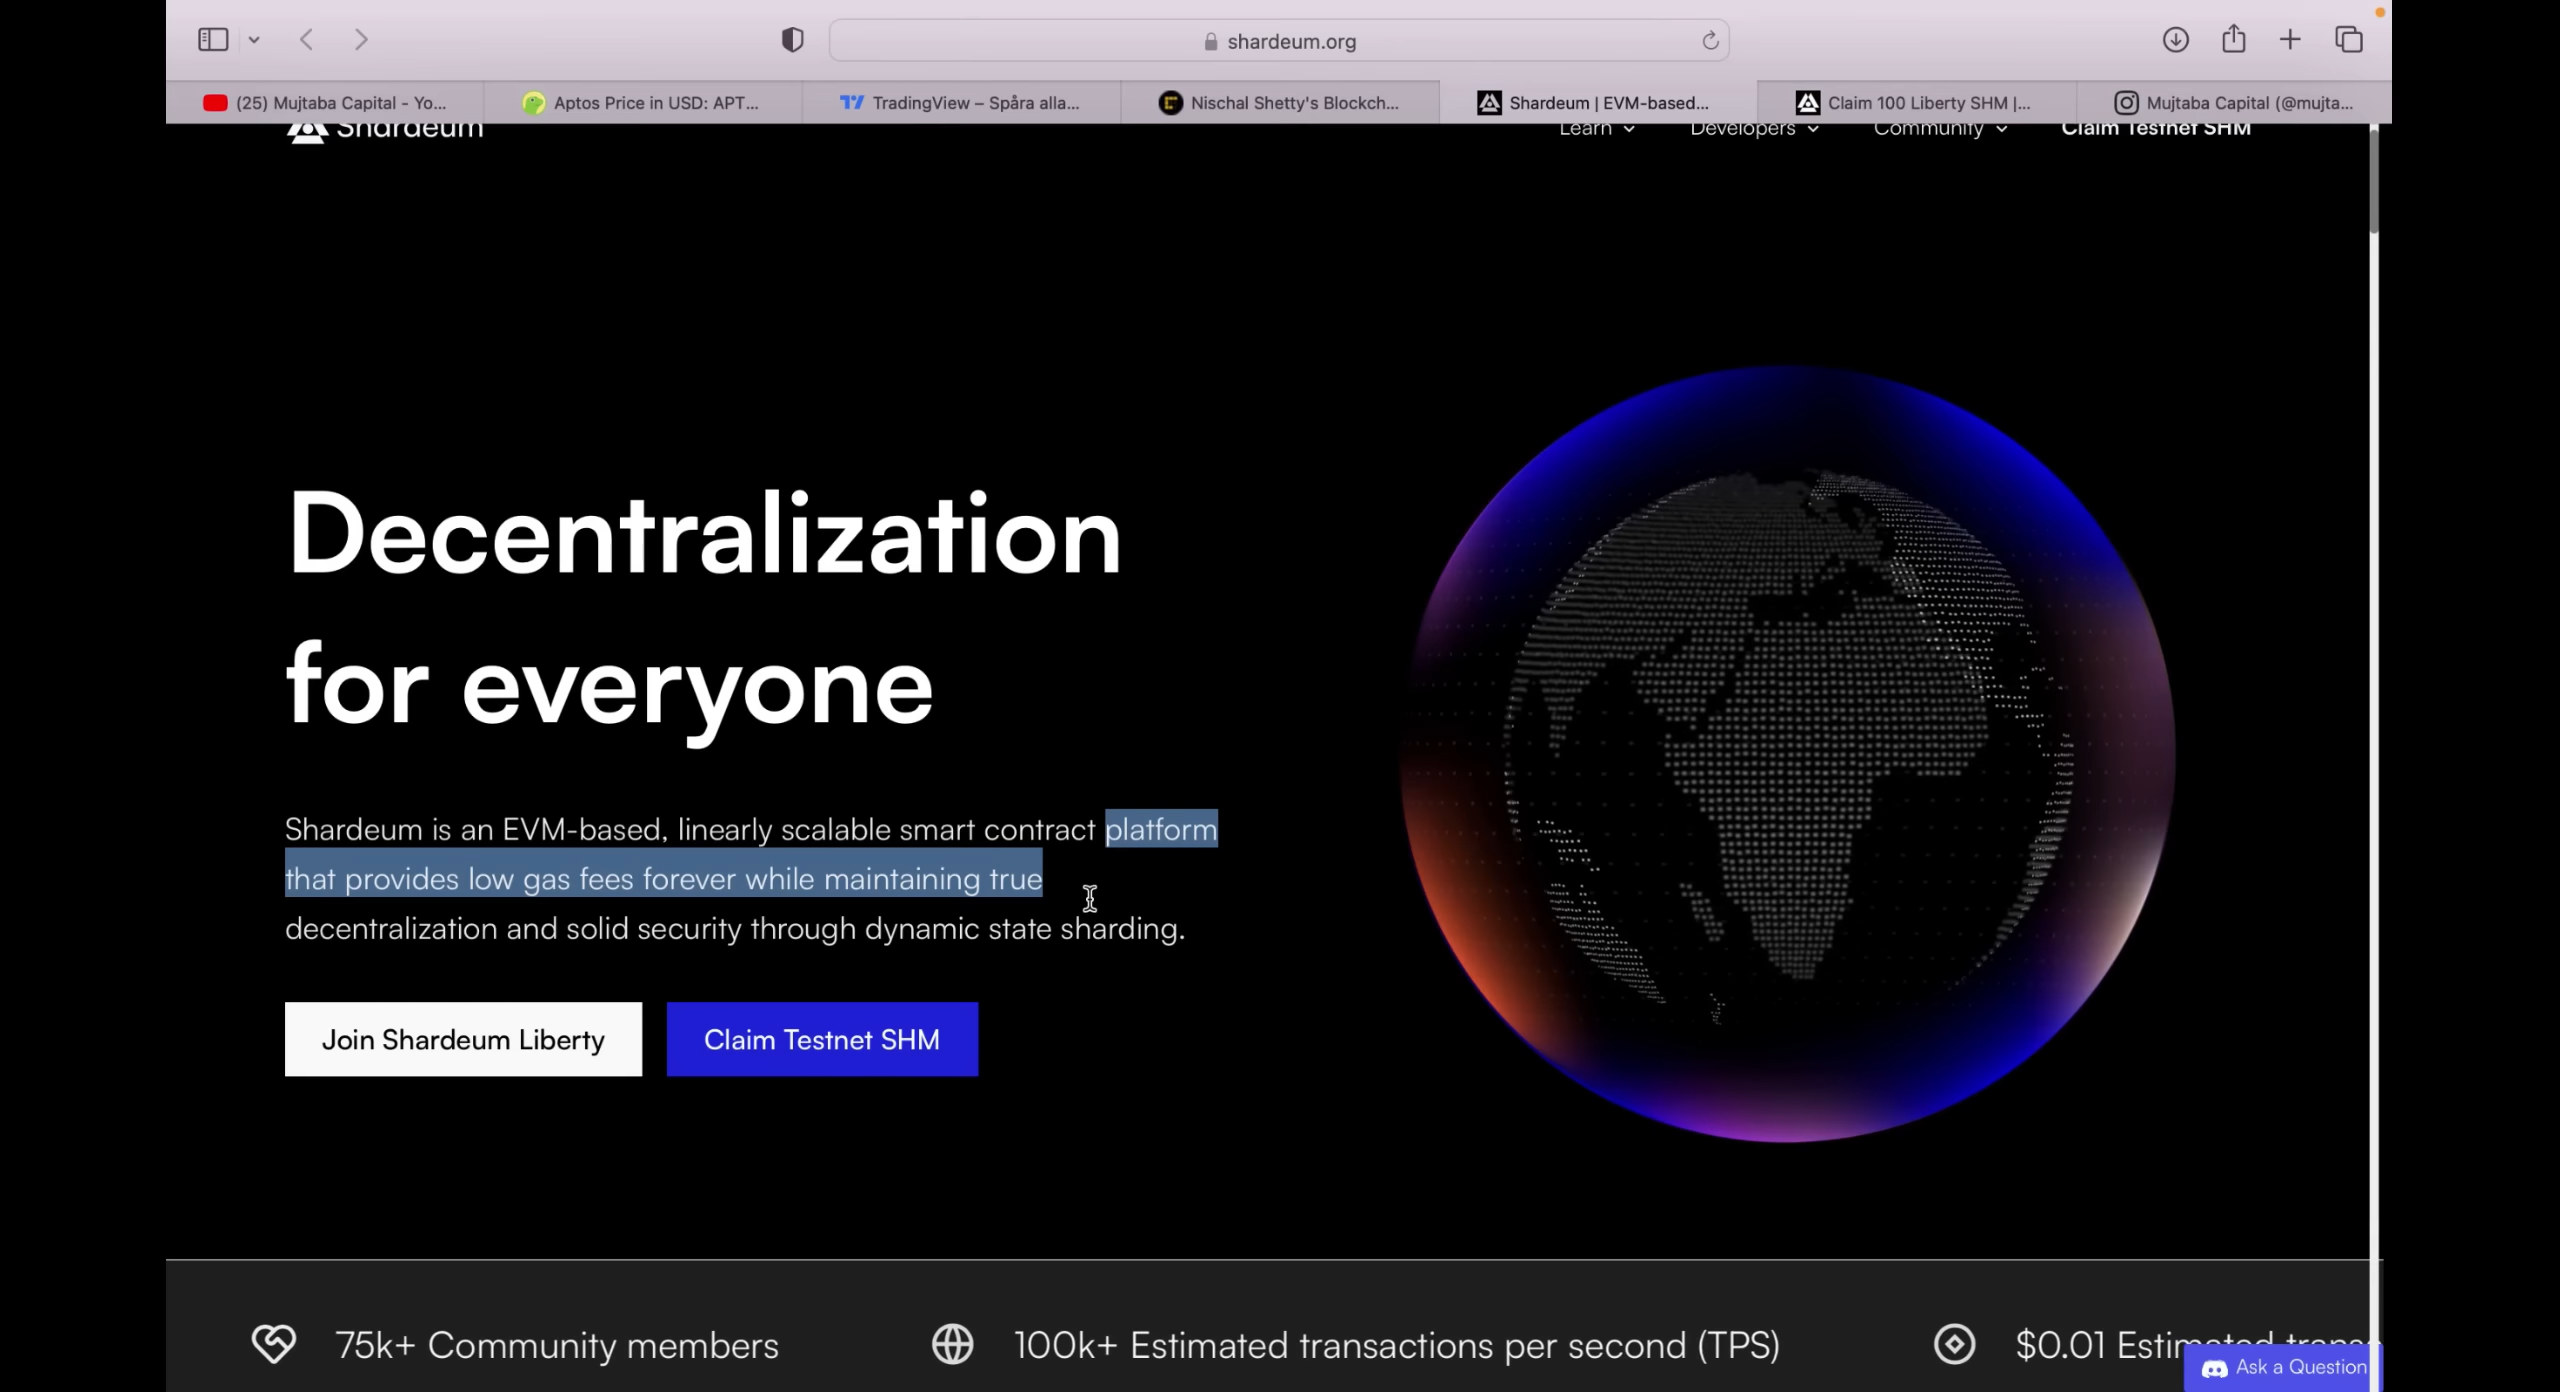 shardeum.org
(25) Mujtaba Capital - Yo...
Aptos Price in USD: APT...
TradingView – Spåra alla...
Nischal Shetty's Blockch...
Shardeum | EVM-based...
Claim 100 Liberty SHM |...
Mujtaba Capital (@mujta...
Shardeum
Learn
Developers
Community
Claim Testnet SHM
Decentralization
for everyone
Shardeum is an EVM-based, linearly scalable smart contract platform
that provides low gas fees forever while maintaining true
decentralization and solid security through dynamic state sharding.
Join Shardeum Liberty
Claim Testnet SHM
75k+ Community members
100k+ Estimated transactions per second (TPS)
$0.01
Ask a Question